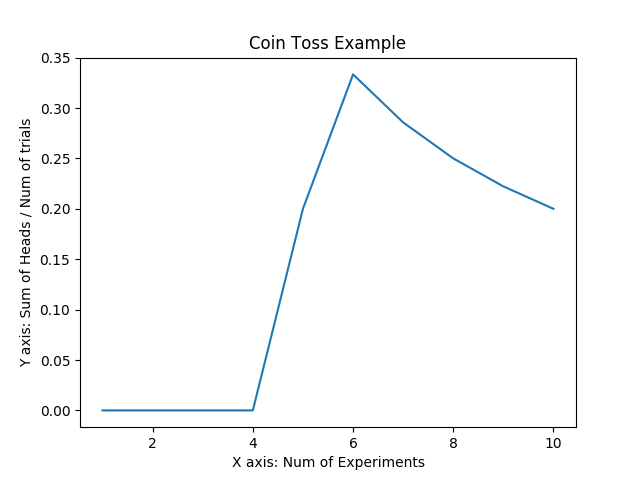 Coin Toss Example
Y axis: Sum of Heads / Num of trials
0.35
0.30
0.25
0.20
0.15
0.10
0.05
0.00
2 4 6 8 10
X axis: Num of Experiments